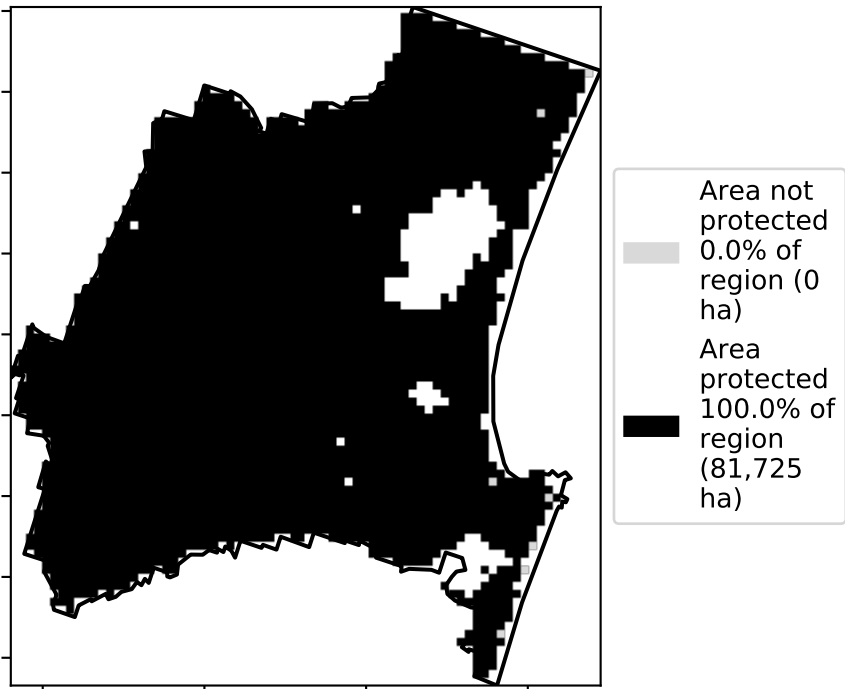 Area not
protected
0.0% of
region (0
ha)
Area
protected
100.0% of
region
(81,725
ha)